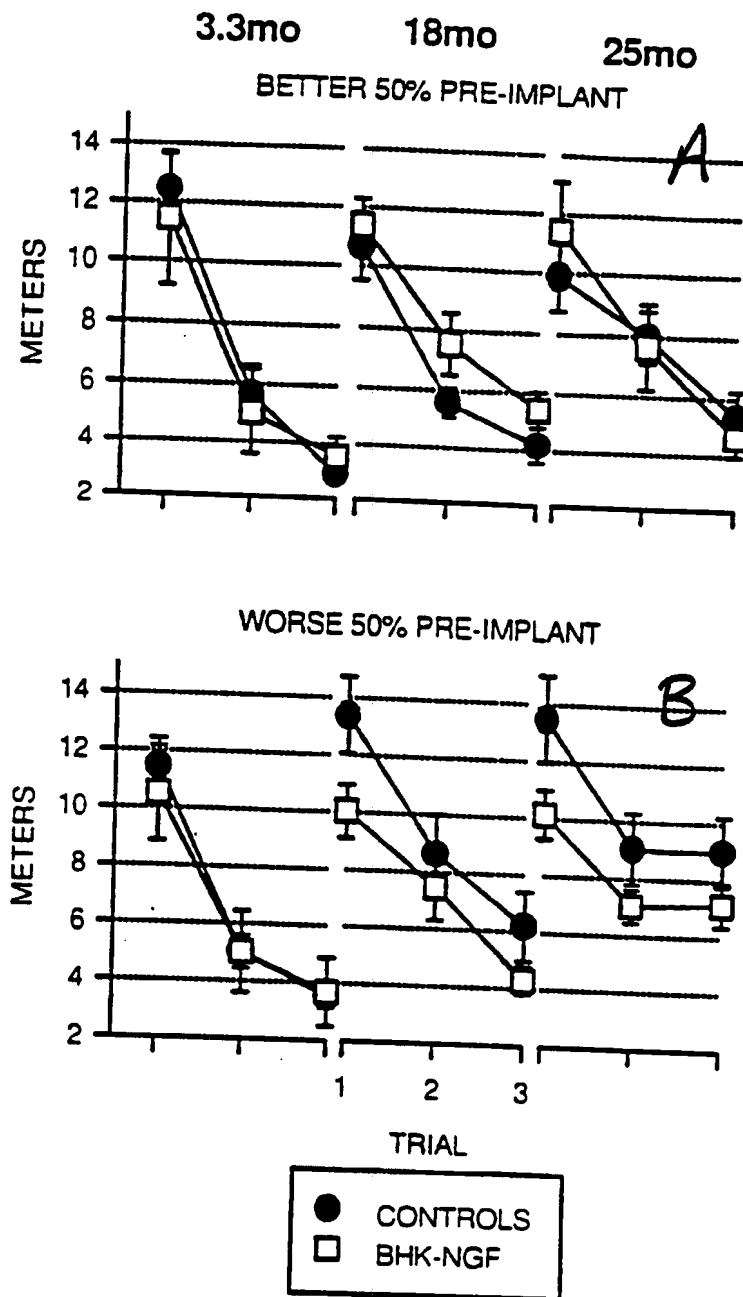 3.3mo 18mo 25mo
BETTER 50% PRE-IMPLANT
A
14
12
10
8
6
4
2
METERS
WORSE 50% PRE-IMPLANT
B
14
12
10
8
6
4
2
METERS
1 2 3
TRIAL
CONTROLS
BHK-NGF